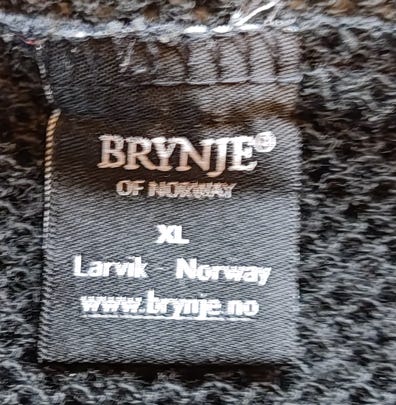 BRYNJE®
OF NORWAY
XL
Larvik - Norway
www.brynje.no